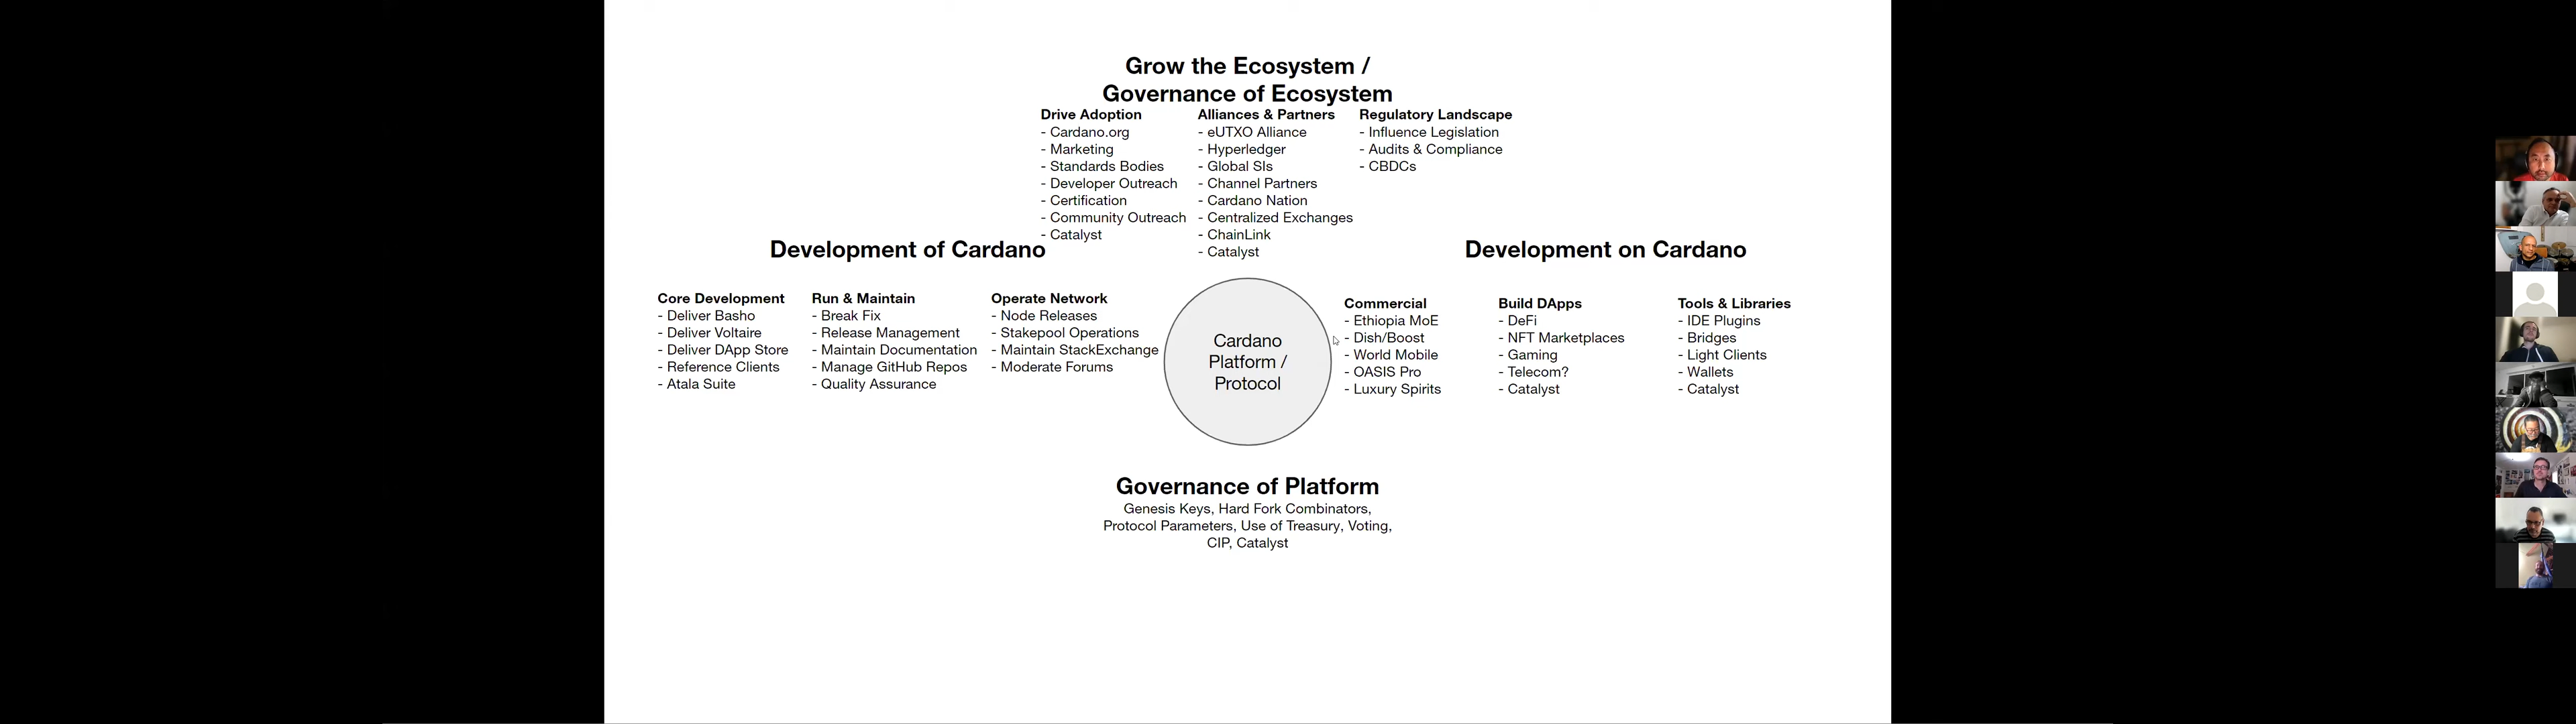 Grow the Ecosystem /
Governance of Ecosystem
Drive Adoption
- Cardano.org
- Marketing
- Standards Bodies
- Developer Outreach
- Certification
- Community Outreach
- Catalyst
Alliances & Partners
- eUTXO Alliance
- Hyperledger
- Global SIs
- Channel Partners
- Cardano Nation
- Centralized Exchanges
- ChainLink
- Catalyst
Regulatory Landscape
- Influence Legislation
- Audits & Compliance
- CBDCs
Development of Cardano
Core Development
- Deliver Basho
- Deliver Voltaire
- Deliver DApp Store
- Reference Clients
- Atala Suite
Run & Maintain
- Break Fix
- Release Management
- Maintain Documentation
- Manage GitHub Repos
- Quality Assurance
Operate Network
- Node Releases
- Stakepool Operations
- Maintain StackExchange
- Moderate Forums
Cardano
Platform /
Protocol
Development on Cardano
Commercial
- Ethiopia MoE
- Dish/Boost
- World Mobile
- OASIS Pro
- Luxury Spirits
Build DApps
- DeFi
- NFT Marketplaces
- Gaming
- Telecom?
- Catalyst
Tools & Libraries
- IDE Plugins
- Bridges
- Light Clients
- Wallets
- Catalyst
Governance of Platform
Genesis Keys, Hard Fork Combinators,
Protocol Parameters, Use of Treasury, Voting,
CIP, Catalyst